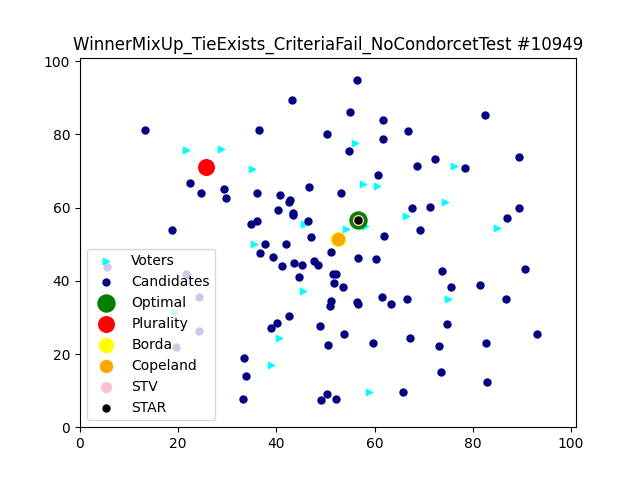 WinnerMixUp_TieExists_CriteriaFail_NoCondorcetTest #10949
100
80
60
40
20
0
Voters
Candidates
Optimal
Plurality
Borda
Copeland
STV
STAR
0 20 40 60 80 100